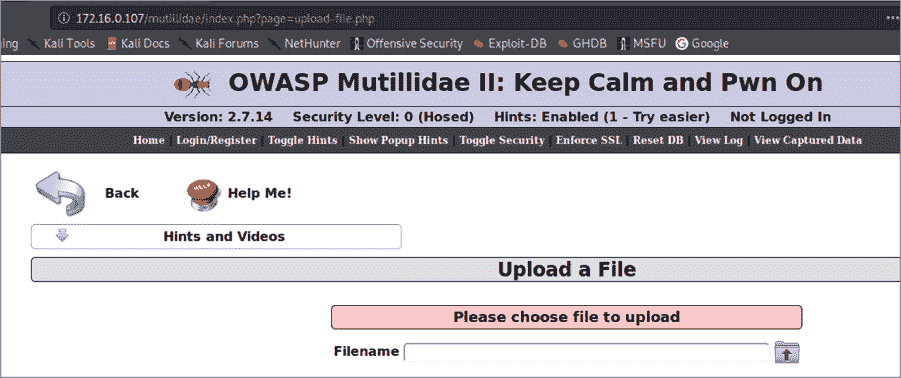 172.16.0.107/mutillidae/index.php?page=upload-file.php
ing Kali Tools Kali Docs Kali Forums NetHunter Offensive Security Exploit-DB GHDB MSFU Google
OWASP Mutillidae II: Keep Calm and Pwn On
Version: 2.7.14 Security Level: 0 (Hosed) Hints: Enabled (1 - Try easier) Not Logged In
Home | Login/Register | Toggle Hints | Show Popup Hints | Toggle Security | Enforce SSL | Reset DB | View Log | View Captured Data
Back HELP Help Me!
Hints and Videos
Upload a File
Please choose file to upload
Filename